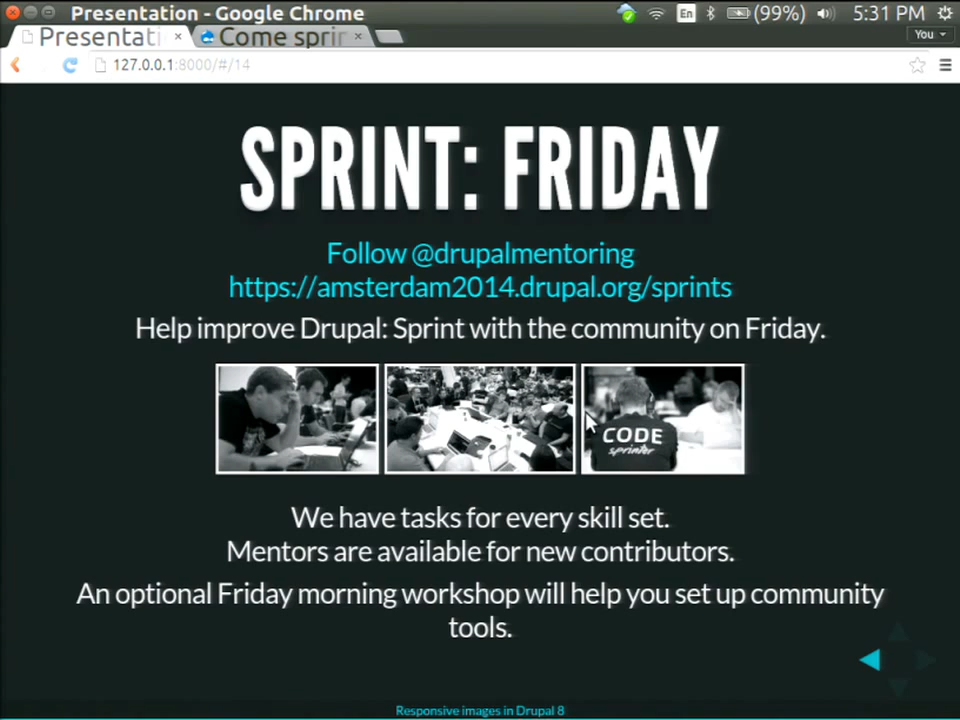 Presentation - Google Chrome
En
(99%)
5:31 PM
Presentati
Come sprin
You
127.0.0.1:8000/#/14
SPRINT: FRIDAY
Follow @drupalmentoring
https://amsterdam2014.drupal.org/sprints
Help improve Drupal: Sprint with the community on Friday.
CODE
sprinter
We have tasks for every skill set.
Mentors are available for new contributors.
An optional Friday morning workshop will help you set up community
tools.
Responsive images in Drupal 8